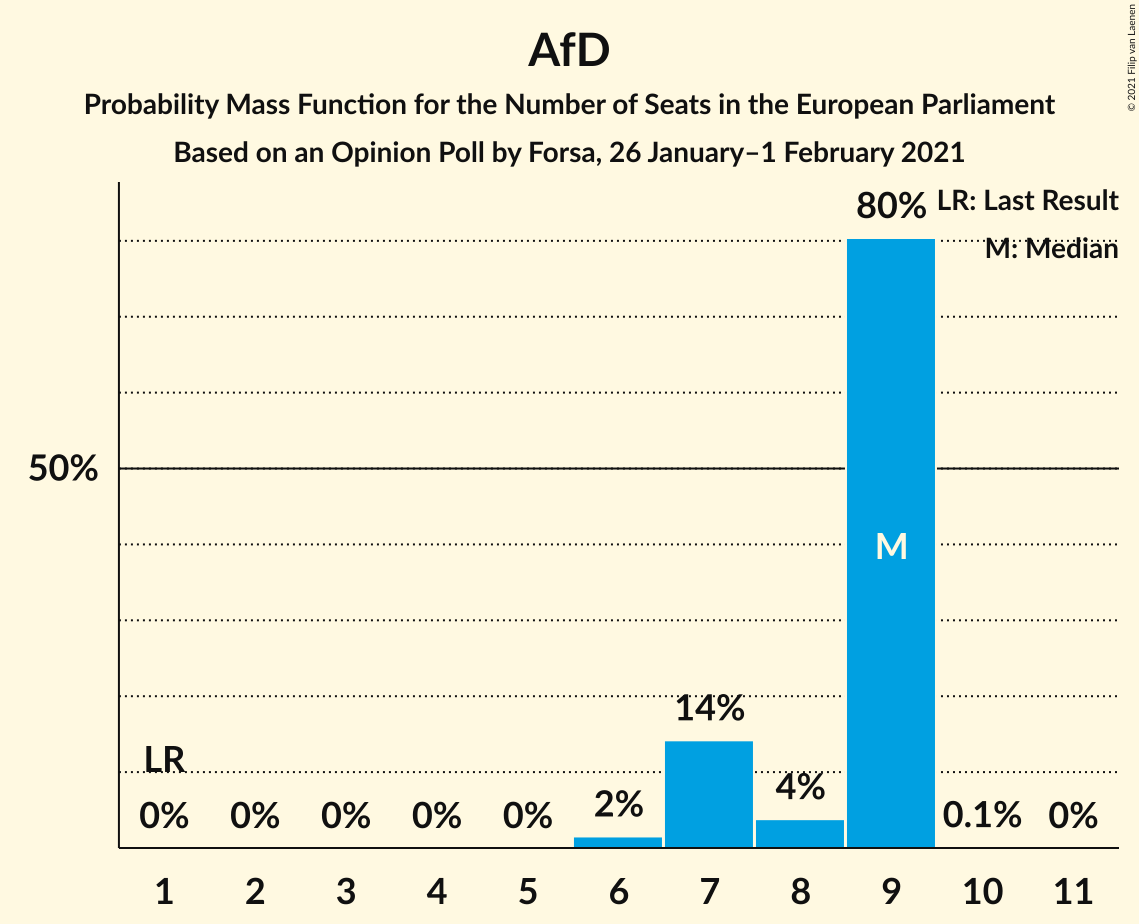 AfD
Probability Mass Function for the Number of Seats in the European Parliament
Based on an Opinion Poll by Forsa, 26 January–1 February 2021
© 2021 Filip van Laenen
LR: Last Result
M: Median
80%
50%
M
14%
LR
4%
2%
0% 0% 0% 0% 0% 0.1% 0%
1 2 3 4 5 6 7 8 9 10 11